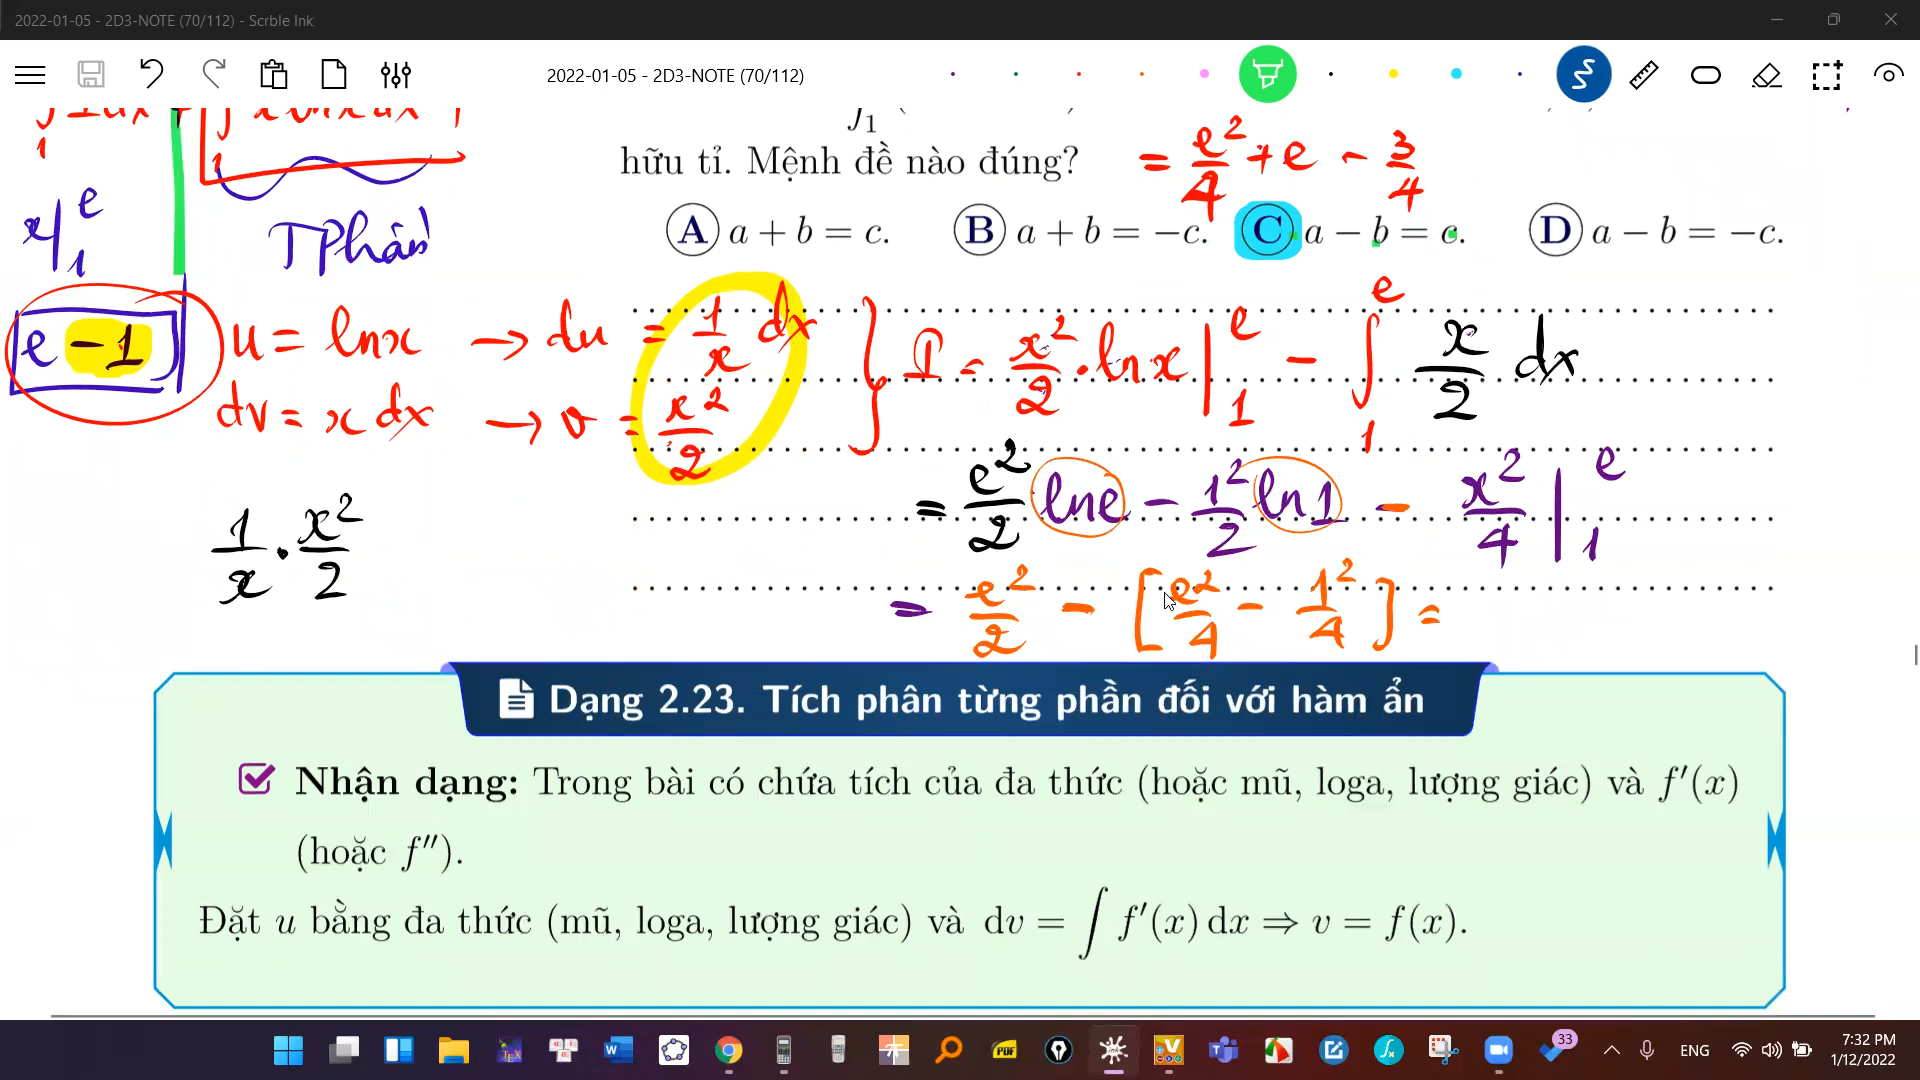 2022-01-05 - 2D3-NOTE (70/112) - Scrble Ink
2022-01-05 - 2D3-NOTE (70/112)
hữu tỉ. Mệnh đề nào đúng? = e²/4 + e - 3/4
A a + b = c. B a + b = −c. C a − b = c. D a − b = −c.
x|₁ᵉ
TPhần
e - 1
u = lnx → du = 1/x dx
dv = x dx → v = x²/2
I = x²/2 . lnx |₁ᵉ - ∫₁ᵉ x/2 dx
= e²/2 lne - 1²/2 ln1 - x²/4 |₁ᵉ
1/x . x²/2
= e²/2 - [e²/4 - 1²/4] =
Dạng 2.23. Tích phân từng phần đối với hàm ẩn
Nhận dạng: Trong bài có chứa tích của đa thức (hoặc mũ, loga, lượng giác) và f′(x)
(hoặc f″).
Đặt u bằng đa thức (mũ, loga, lượng giác) và dv = ∫ f′(x) dx ⇒ v = f(x).
33
ENG
7:32 PM
1/12/2022